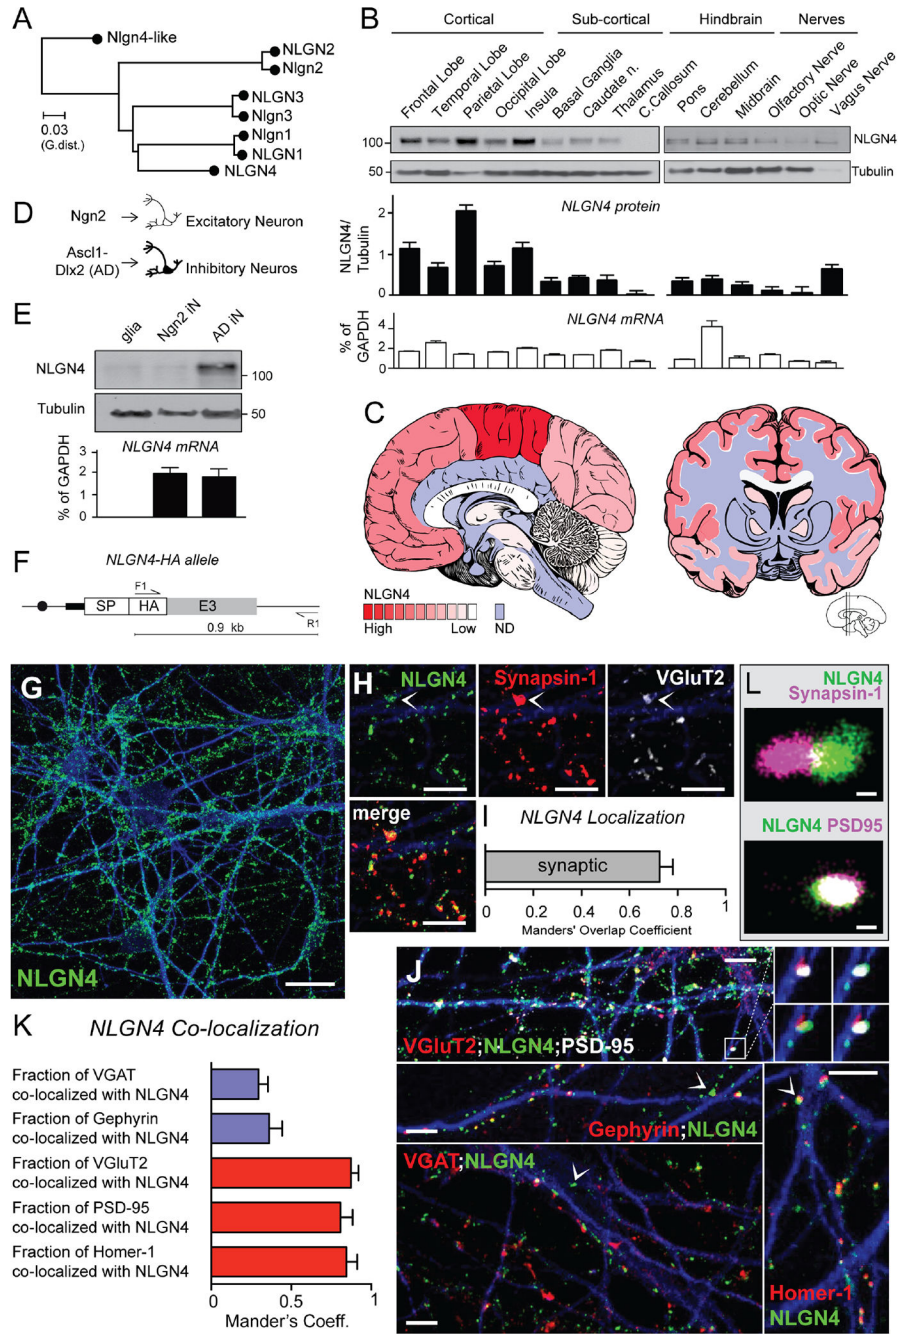 A
Nlgn4-like
NLGN2
Nlgn2
NLGN3
Nlgn3
Nlgn1
NLGN1
NLGN4
0.03
(G.dist.)
B
Cortical
Sub-cortical
Hindbrain
Nerves
Frontal Lobe
Temporal Lobe
Parietal Lobe
Occipital Lobe
Insula
Basal Ganglia
Caudate n.
Thalamus
C.Callosum
Pons
Cerebellum
Midbrain
Olfactory Nerve
Optic Nerve
Vagus Nerve
100
NLGN4
50
Tubulin
NLGN4 protein
NLGN4/
Tubulin
2
1
0
NLGN4 mRNA
% of
GAPDH
4
2
0
D
Ngn2
Excitatory Neuron
Ascl1-
Dlx2 (AD)
Inhibitory Neuros
E
glia
Ngn2 iN
AD iN
NLGN4
100
Tubulin
50
NLGN4 mRNA
% of GAPDH
3
2
1
0
C
NLGN4
High
Low
ND
F
NLGN4-HA allele
F1
SP
HA
E3
R1
0.9 kb
G
NLGN4
H
NLGN4
Synapsin-1
VGluT2
merge
I
NLGN4 Localization
synaptic
0 0.2 0.4 0.6 0.8 1
Manders' Overlap Coefficient
L
NLGN4
Synapsin-1
NLGN4 PSD95
J
VGluT2;NLGN4;PSD-95
Gephyrin;NLGN4
VGAT;NLGN4
Homer-1
NLGN4
K
NLGN4 Co-localization
Fraction of VGAT
co-localized with NLGN4
Fraction of Gephyrin
co-localized with NLGN4
Fraction of VGluT2
co-localized with NLGN4
Fraction of PSD-95
co-localized with NLGN4
Fraction of Homer-1
co-localized with NLGN4
0 0.5 1
Mander's Coeff.